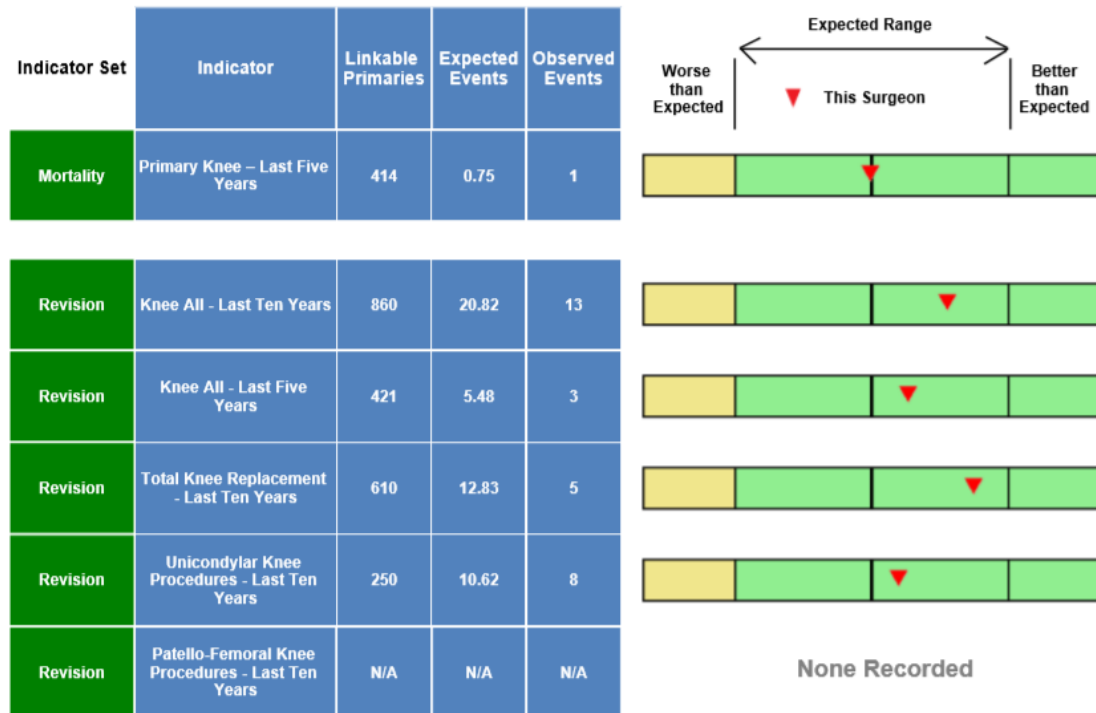 Indicator Set
Indicator
Linkable
Primaries
Expected
Events
Observed
Events
Expected Range
Worse
than
Expected
This Surgeon
Better
than
Expected
Mortality
Primary Knee – Last Five
Years
414
0.75
1
Revision
Knee All - Last Ten Years
860
20.82
13
Revision
Knee All - Last Five
Years
421
5.48
3
Revision
Total Knee Replacement
- Last Ten Years
610
12.83
5
Revision
Unicondylar Knee
Procedures - Last Ten
Years
250
10.62
8
Revision
Patello-Femoral Knee
Procedures - Last Ten
Years
N/A
N/A
N/A
None Recorded